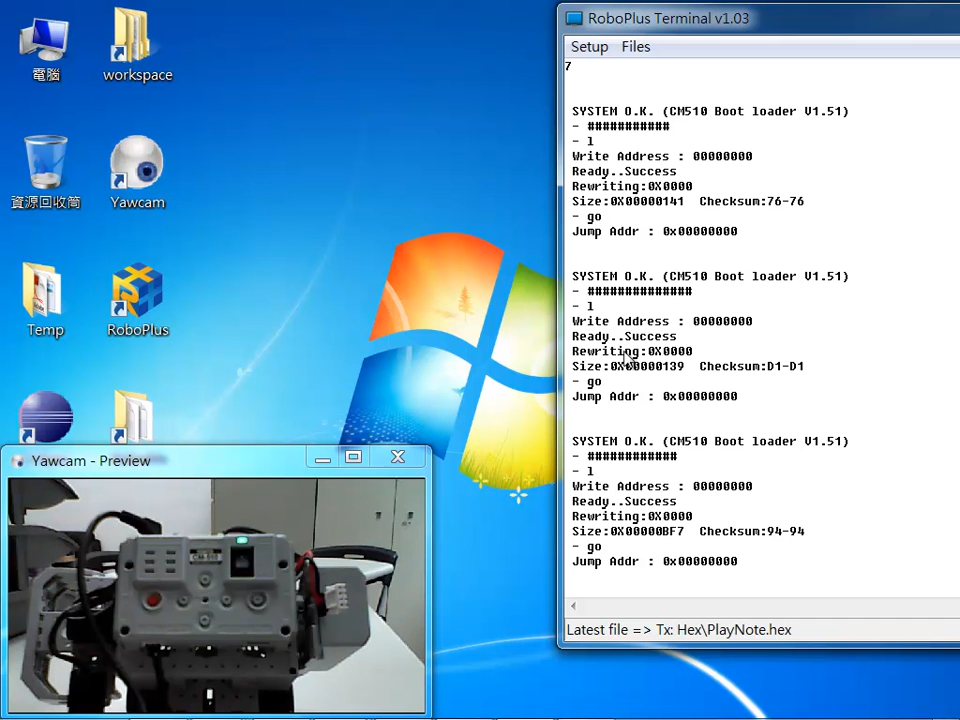 電腦
workspace
資源回收筒
Yawcam
Temp
RoboPlus
Yawcam - Preview
RoboPlus Terminal v1.03
Setup Files
7
SYSTEM O.K. (CM510 Boot loader V1.51)
- ###########
- l
Write Address : 00000000
Ready..Success
Rewriting:0X0000
Size:0X00000141 Checksum:76-76
- go
Jump Addr : 0x00000000
SYSTEM O.K. (CM510 Boot loader V1.51)
- ##############
- l
Write Address : 00000000
Ready..Success
Rewriting:0X0000
Size:0X00000139 Checksum:D1-D1
- go
Jump Addr : 0x00000000
SYSTEM O.K. (CM510 Boot loader V1.51)
- ############
- l
Write Address : 00000000
Ready..Success
Rewriting:0X0000
Size:0X00000BF7 Checksum:94-94
- go
Jump Addr : 0x00000000
Latest file => Tx: Hex\PlayNote.hex